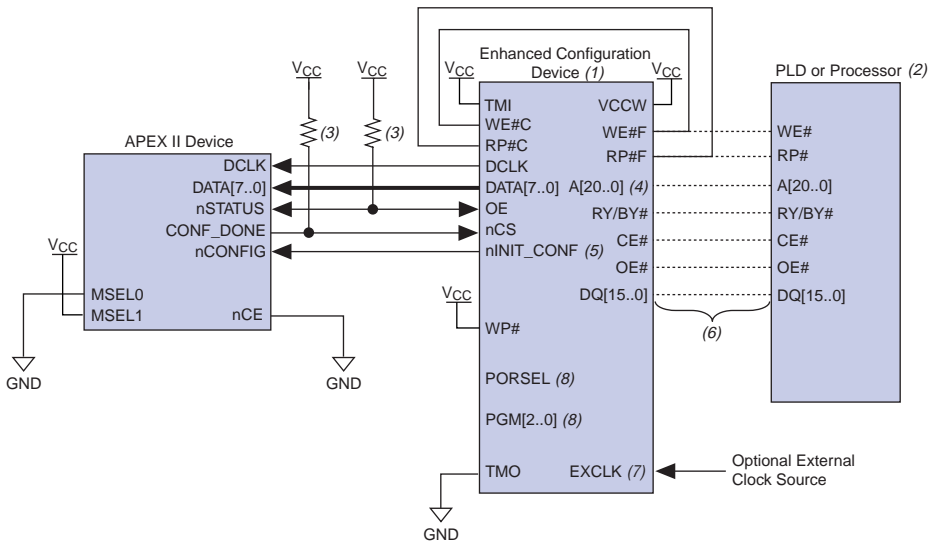 Enhanced Configuration
Device (1)
PLD or Processor (2)
VCC
VCC
VCC
VCC
(3)
(3)
APEX II Device
TMI
VCCW
WE#C
WE#F
WE#
RP#C
RP#F
RP#
DCLK
DCLK
DATA[7..0]
DATA[7..0]
A[20..0] (4)
A[20..0]
nSTATUS
OE
RY/BY#
RY/BY#
CONF_DONE
nCS
CE#
CE#
nCONFIG
nINIT_CONF (5)
OE#
OE#
VCC
MSEL0
MSEL1
nCE
DQ[15..0]
DQ[15..0]
(6)
VCC
WP#
GND
GND
PORSEL (8)
PGM[2..0] (8)
TMO
EXCLK (7)
Optional External
Clock Source
GND